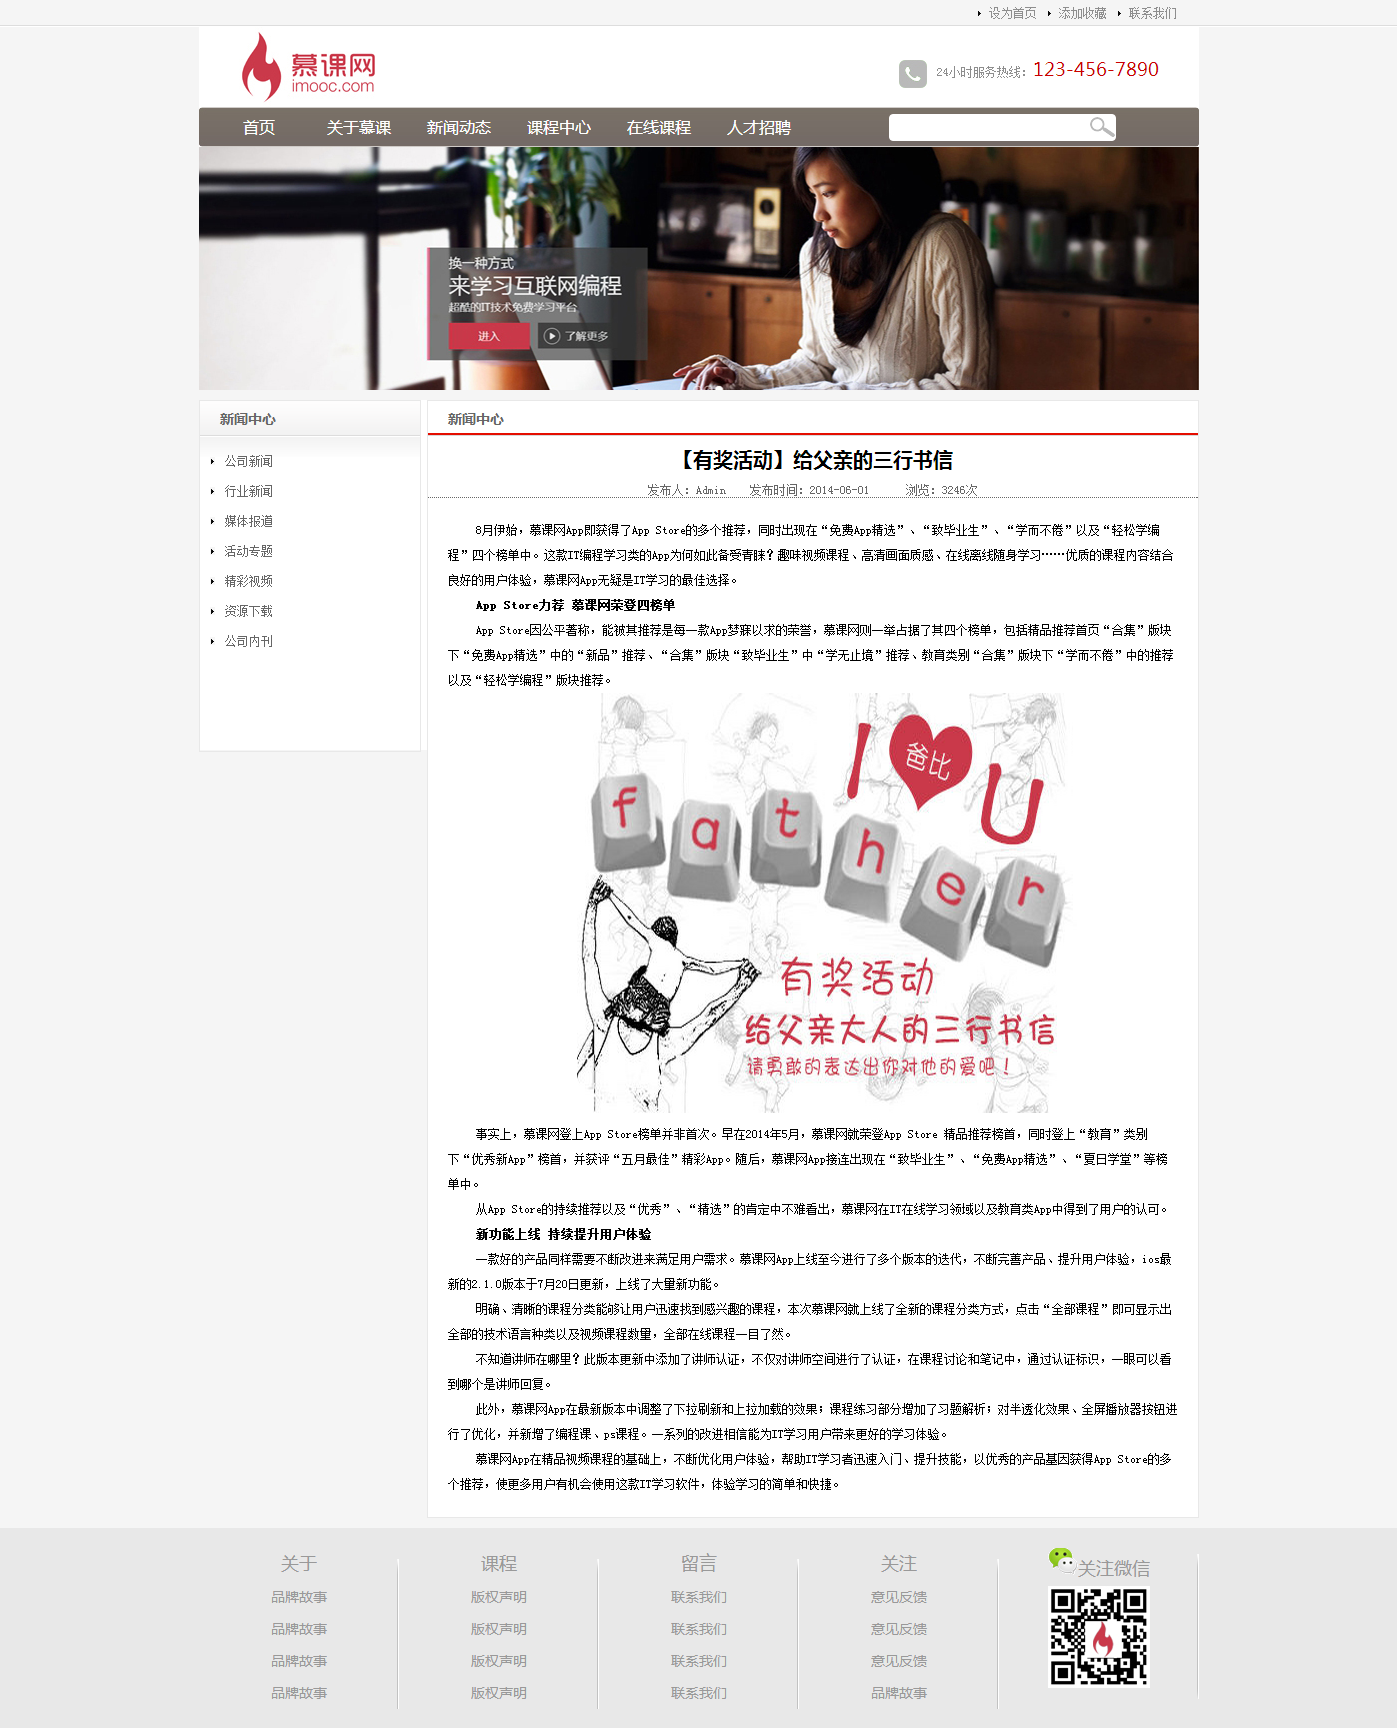 设为首页 添加收藏 联系我们
慕课网
imooc.com
24小时服务热线：123-456-7890
首页 关于慕课 新闻动态 课程中心 在线课程 人才招聘
换一种方式
来学习互联网编程
超酷的IT技术免费学习平台
进入 了解更多
新闻中心
公司新闻
行业新闻
媒体报道
活动专题
精彩视频
资源下载
公司内刊
新闻中心
【有奖活动】给父亲的三行书信
发布人：Admin 发布时间：2014-06-01 浏览：3246次
8月伊始，慕课网App即获得了App Store的多个推荐，同时出现在“免费App精选”、“致毕业生”、“学而不倦”以及“轻松学编
程”四个榜单中。这款IT编程学习类的App为何如此备受青睐？趣味视频课程、高清画面质感、在线离线随身学习……优质的课程内容结合
良好的用户体验，慕课网App无疑是IT学习的最佳选择。
App Store力荐 慕课网荣登四榜单
App Store因公平著称，能被其推荐是每一款App梦寐以求的荣誉，慕课网则一举占据了其四个榜单，包括精品推荐首页“合集”版块
下“免费App精选”中的“新品”推荐、“合集”版块“致毕业生”中“学无止境”推荐、教育类别“合集”版块下“学而不倦”中的推荐
以及“轻松学编程”版块推荐。
I 爸比 U
father
有奖活动
给父亲大人的三行书信
请勇敢的表达出你对他的爱吧！
事实上，慕课网登上App Store榜单并非首次。早在2014年5月，慕课网就荣登App Store 精品推荐榜首，同时登上“教育”类别
下“优秀新App”榜首，并获评“五月最佳”精彩App。随后，慕课网App接连出现在“致毕业生”、“免费App精选”、“夏日学堂”等榜
单中。
从App Store的持续推荐以及“优秀”、“精选”的肯定中不难看出，慕课网在IT在线学习领域以及教育类App中得到了用户的认可。
新功能上线 持续提升用户体验
一款好的产品同样需要不断改进来满足用户需求。慕课网App上线至今进行了多个版本的迭代，不断完善产品、提升用户体验，ios最
新的2.1.0版本于7月20日更新，上线了大量新功能。
明确、清晰的课程分类能够让用户迅速找到感兴趣的课程，本次慕课网就上线了全新的课程分类方式，点击“全部课程”即可显示出
全部的技术语言种类以及视频课程数量，全部在线课程一目了然。
不知道讲师在哪里？此版本更新中添加了讲师认证，不仅对讲师空间进行了认证，在课程讨论和笔记中，通过认证标识，一眼可以看
到哪个是讲师回复。
此外，慕课网App在最新版本中调整了下拉刷新和上拉加载的效果；课程练习部分增加了习题解析；对半透化效果、全屏播放器按钮进
行了优化，并新增了编程课、ps课程。一系列的改进相信能为IT学习用户带来更好的学习体验。
慕课网App在精品视频课程的基础上，不断优化用户体验，帮助IT学习者迅速入门、提升技能，以优秀的产品基因获得App Store的多
个推荐，使更多用户有机会使用这款IT学习软件，体验学习的简单和快捷。
关于 课程 留言 关注 关注微信
品牌故事 版权声明 联系我们 意见反馈
品牌故事 版权声明 联系我们 意见反馈
品牌故事 版权声明 联系我们 意见反馈
品牌故事 版权声明 联系我们 品牌故事